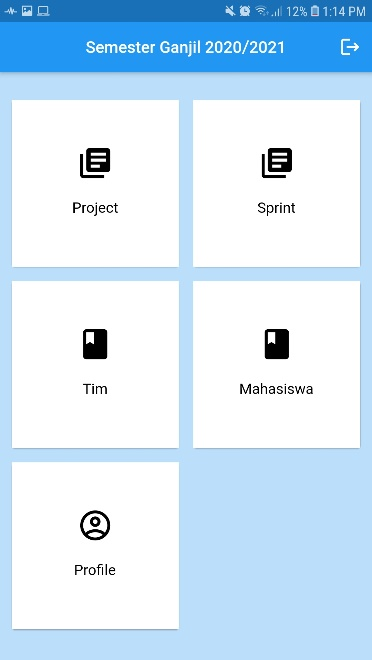 12% 1:14 PM
Semester Ganjil 2020/2021
Project
Sprint
Tim
Mahasiswa
Profile